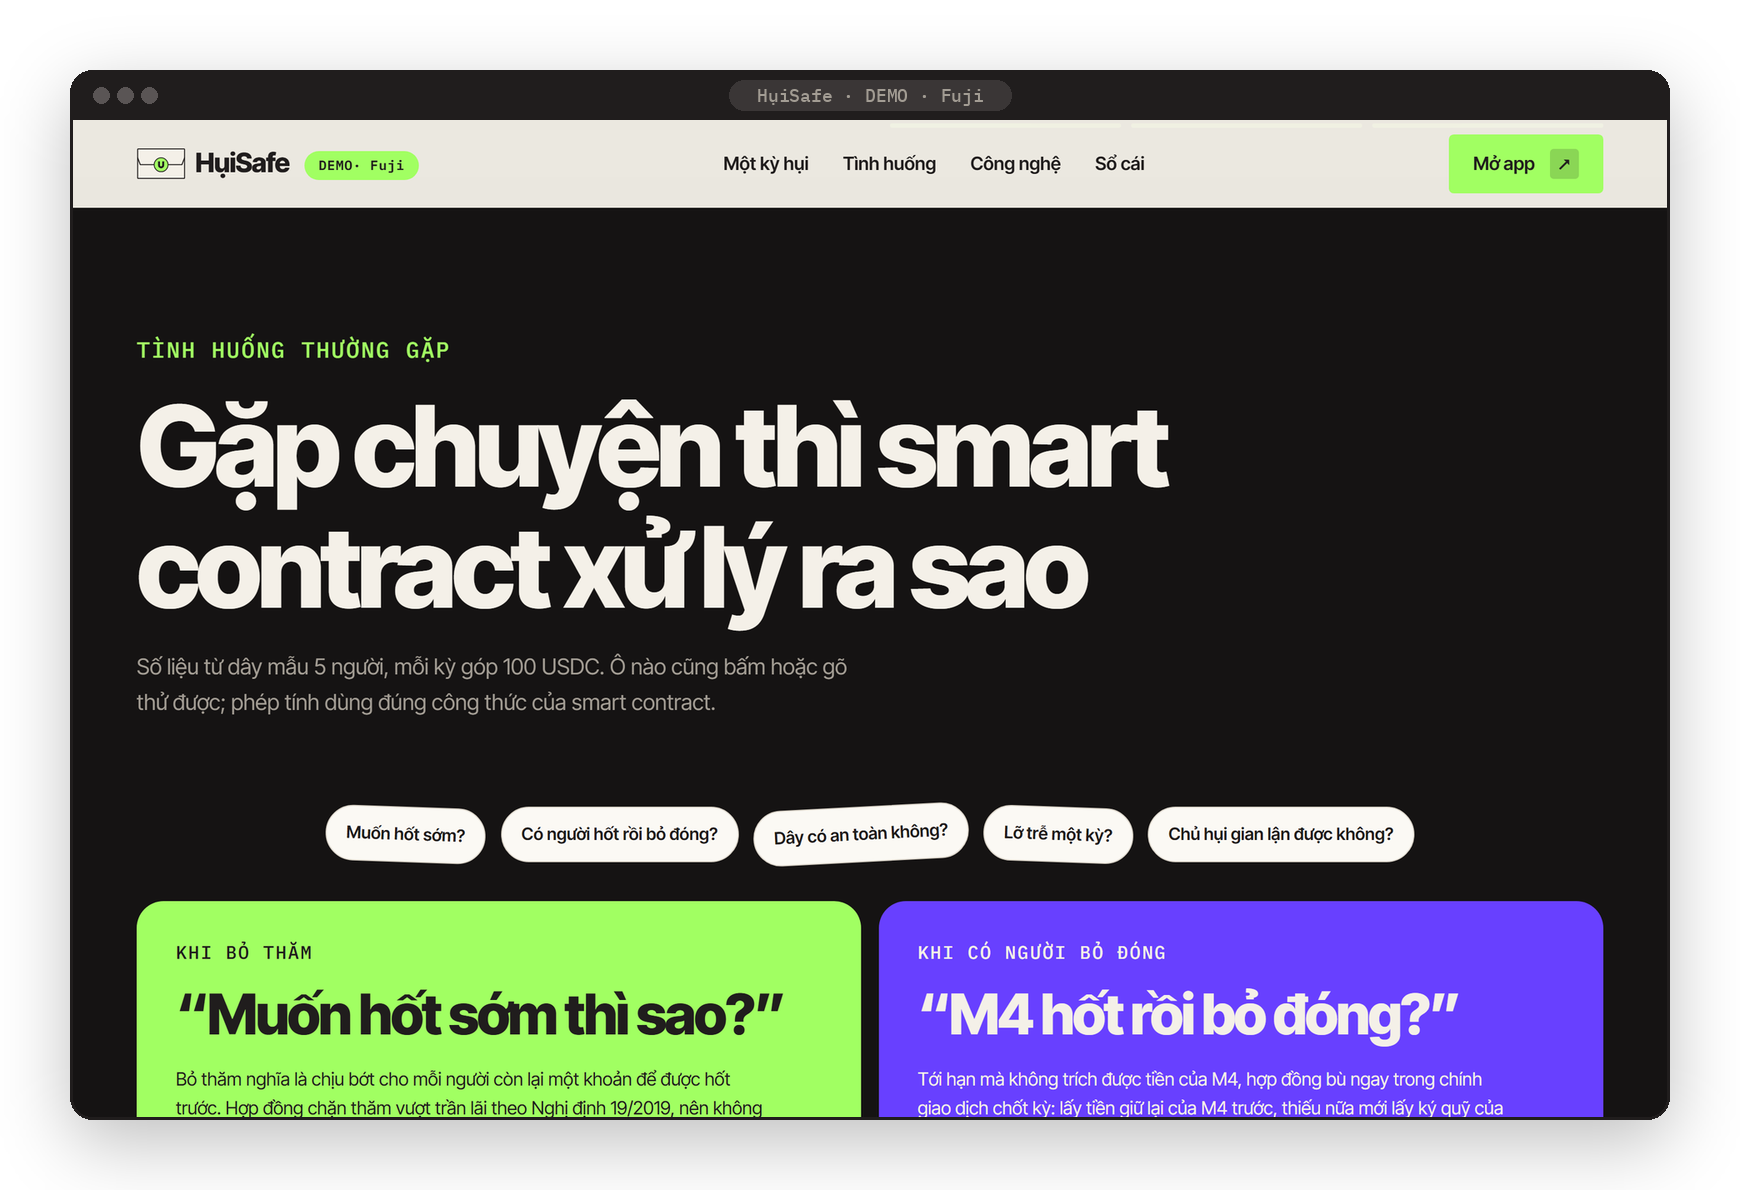 HụiSafe · DEMO · Fuji
HụiSafe
DEMO· Fuji
Một kỳ hụi
Tình huống
Công nghệ
Sổ cái
Mở app ↗
TÌNH HUỐNG THƯỜNG GẶP
Gặp chuyện thì smart
contract xử lý ra sao
Số liệu từ dây mẫu 5 người, mỗi kỳ góp 100 USDC. Ô nào cũng bấm hoặc gõ
thử được; phép tính dùng đúng công thức của smart contract.
Muốn hốt sớm?
Có người hốt rồi bỏ đóng?
Dây có an toàn không?
Lỡ trễ một kỳ?
Chủ hụi gian lận được không?
KHI BỎ THĂM
“Muốn hốt sớm thì sao?”
Bỏ thăm nghĩa là chịu bớt cho mỗi người còn lại một khoản để được hốt
trước. Hợp đồng chặn thăm vượt trần lãi theo Nghị định 19/2019, nên không
KHI CÓ NGƯỜI BỎ ĐÓNG
“M4 hốt rồi bỏ đóng?”
Tới hạn mà không trích được tiền của M4, hợp đồng bù ngay trong chính
giao dịch chốt kỳ: lấy tiền giữ lại của M4 trước, thiếu nữa mới lấy ký quỹ của